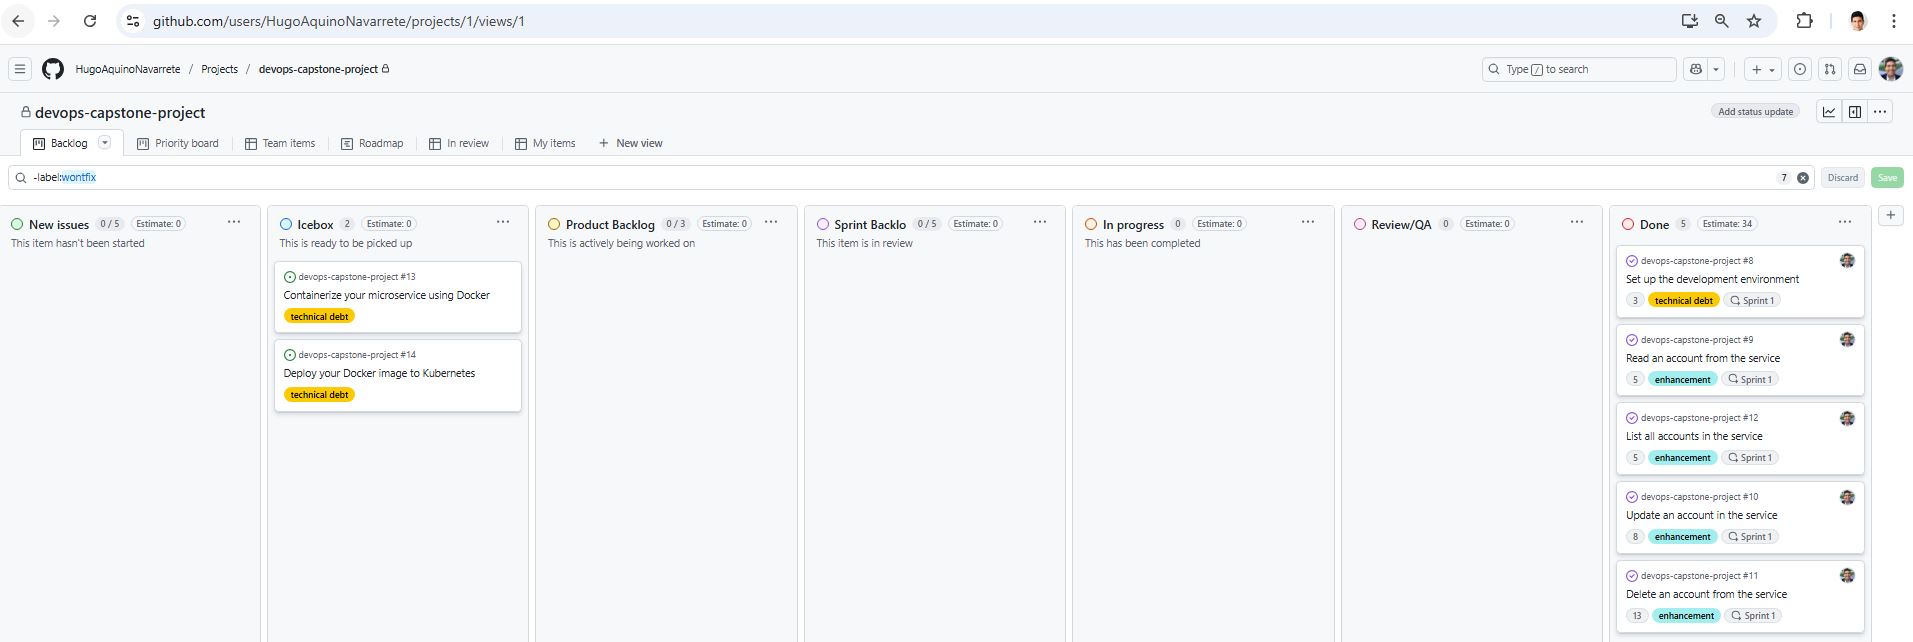 github.com/users/HugoAquinoNavarrete/projects/1/views/1
HugoAquinoNavarrete / Projects / devops-capstone-project
Type / to search
devops-capstone-project
Add status update
Backlog
Priority board
Team items
Roadmap
In review
My items
+ New view
-label:wontfix
7
Discard
Save
New issues 0 / 5 Estimate: 0
This item hasn't been started
Icebox 2 Estimate: 0
This is ready to be picked up
devops-capstone-project #13
Containerize your microservice using Docker
technical debt
devops-capstone-project #14
Deploy your Docker image to Kubernetes
technical debt
Product Backlog 0 / 3 Estimate: 0
This is actively being worked on
Sprint Backlo 0 / 5 Estimate: 0
This item is in review
In progress 0 Estimate: 0
This has been completed
Review/QA 0 Estimate: 0
Done 5 Estimate: 34
devops-capstone-project #8
Set up the development environment
3 technical debt Sprint 1
devops-capstone-project #9
Read an account from the service
5 enhancement Sprint 1
devops-capstone-project #12
List all accounts in the service
5 enhancement Sprint 1
devops-capstone-project #10
Update an account in the service
8 enhancement Sprint 1
devops-capstone-project #11
Delete an account from the service
13 enhancement Sprint 1